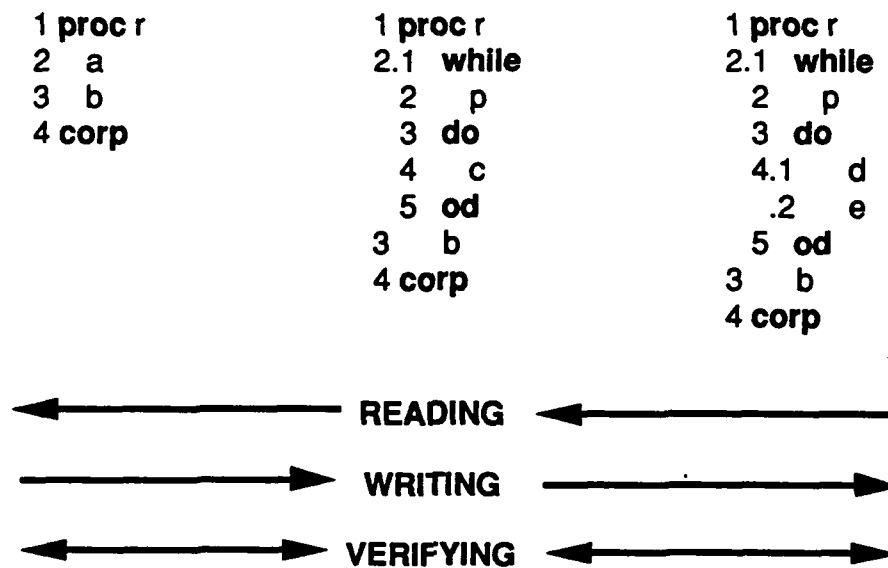 1 proc r
2 a
3 b
4 corp
1 proc r
2.1 while
2 p
3 do
4 c
5 od
3 b
4 corp
1 proc r
2.1 while
2 p
3 do
4.1 d
.2 e
5 od
3 b
4 corp
READING
WRITING
VERIFYING